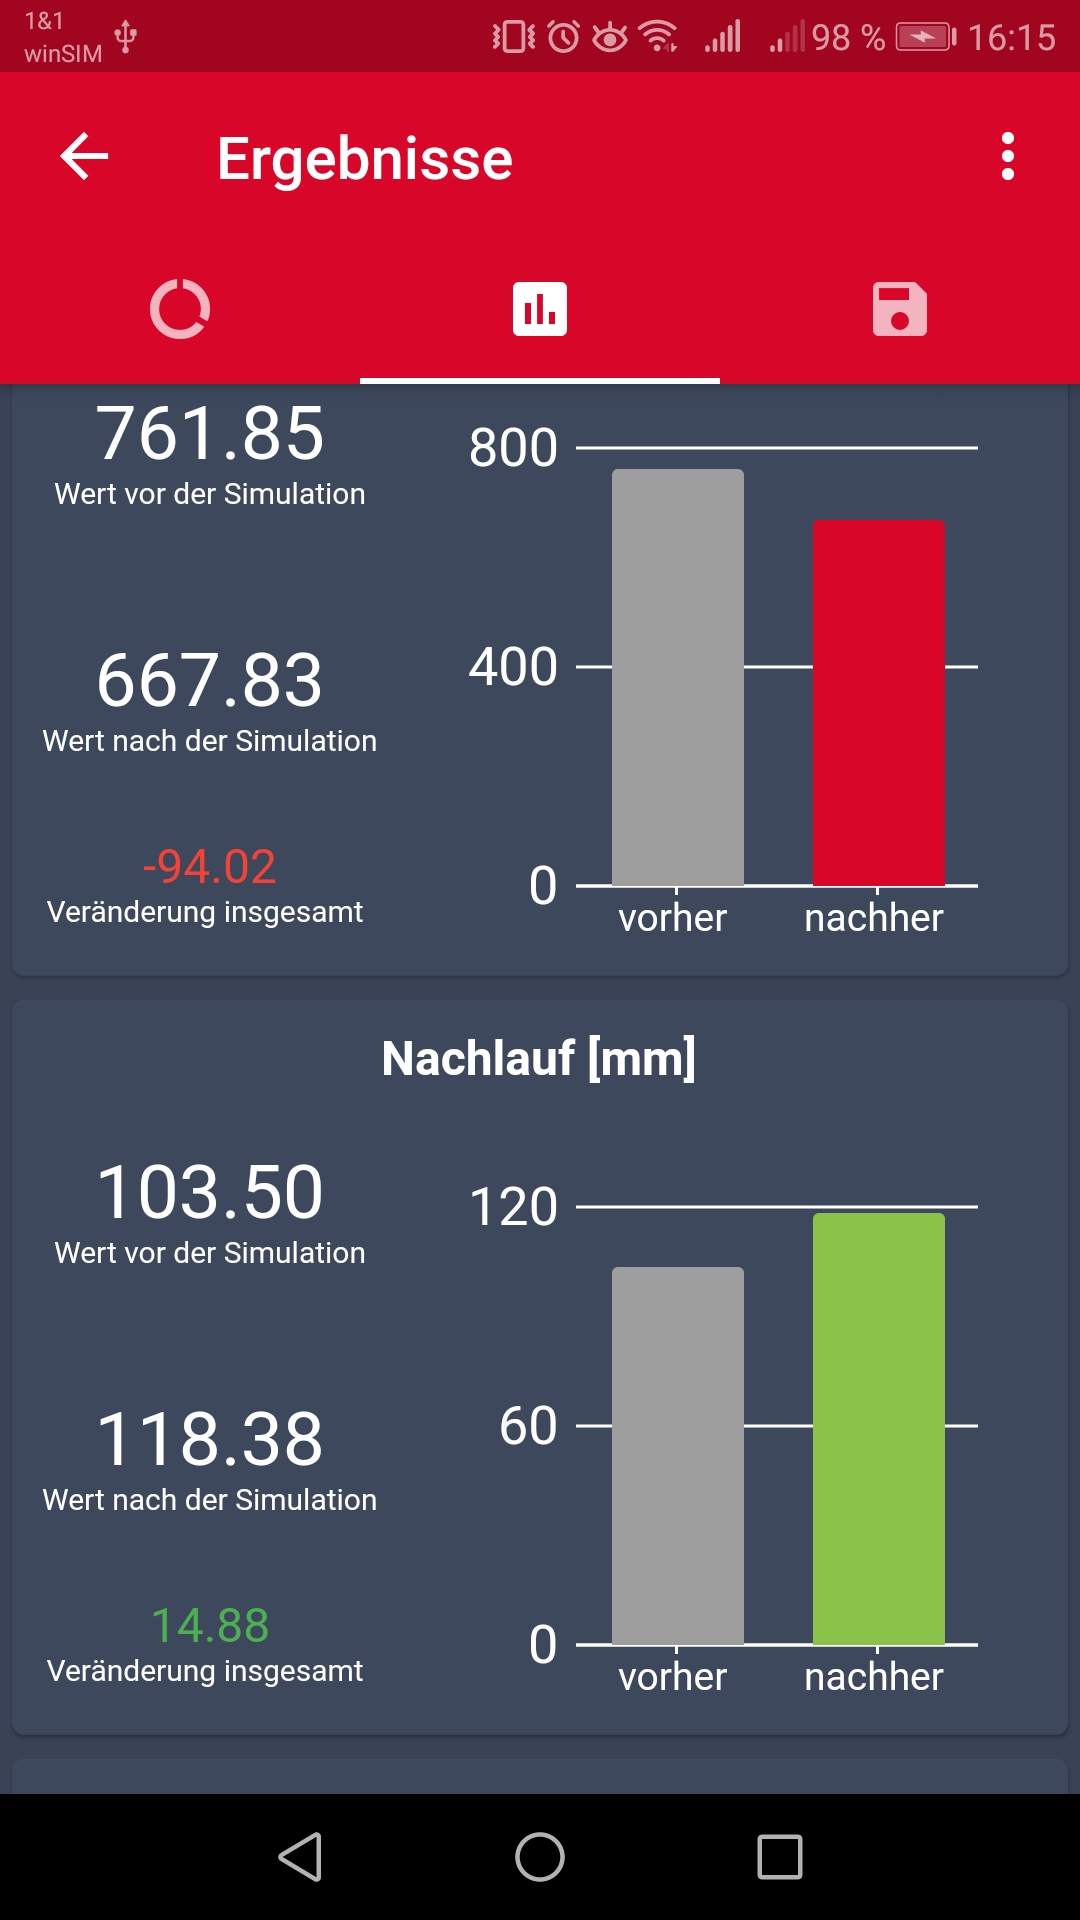 1&1
winSIM
98 %
16:15
Ergebnisse
761.85
Wert vor der Simulation
667.83
Wert nach der Simulation
-94.02
Veränderung insgesamt
800
400
0
vorher nachher
Nachlauf [mm]
103.50
Wert vor der Simulation
118.38
Wert nach der Simulation
14.88
Veränderung insgesamt
120
60
0
vorher nachher